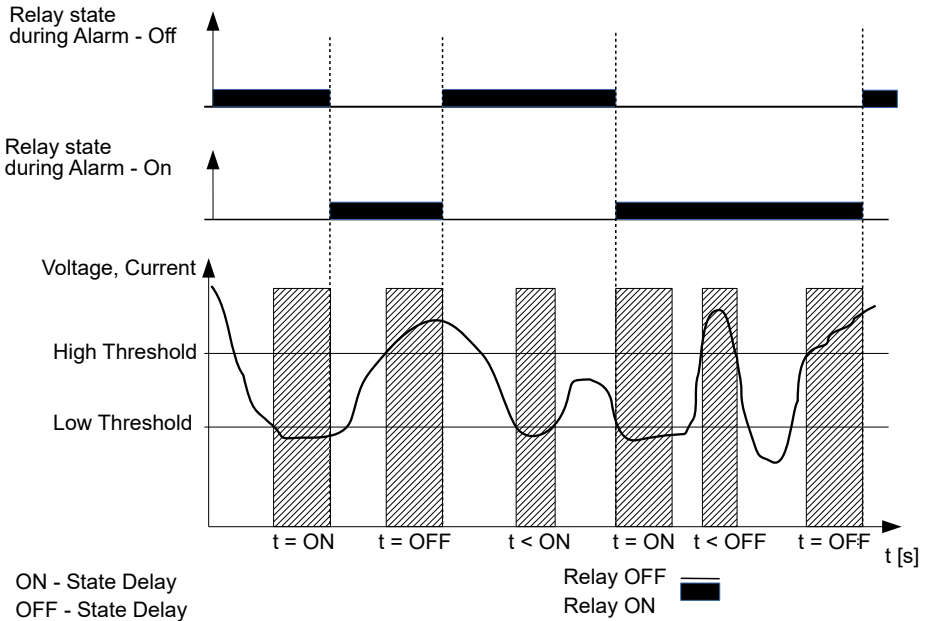 Relay state
during Alarm - Off
Relay state
during Alarm - On
Voltage, Current
High Threshold
Low Threshold
t = ON
t = OFF
t < ON
t = ON
t < OFF
t = OFF
t [s]
ON - State Delay
OFF - State Delay
Relay OFF
Relay ON